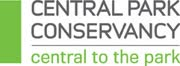 CENTRAL PARK
CONSERVANCY
central to the park